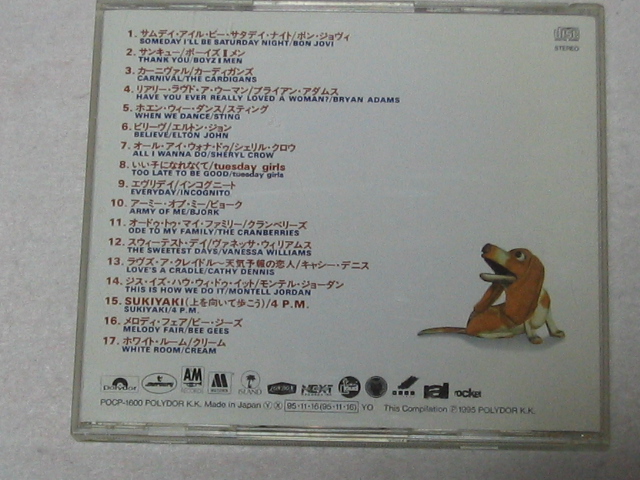 STEREO
1. サムデイ・アイル・ビー・サタデイ・ナイト/ボン・ジョヴィ
SOMEDAY I'LL BE SATURDAY NIGHT/BON JOVI
2. サンキュー/ボーイズⅡメン
THANK YOU/BOYZ II MEN
3. カーニヴァル/カーディガンズ
CARNIVAL/THE CARDIGANS
4. リアリー・ラヴド・ア・ウーマン/ブライアン・アダムス
HAVE YOU EVER REALLY LOVED A WOMAN?/BRYAN ADAMS
5. ホエン・ウィー・ダンス/スティング
WHEN WE DANCE/STING
6. ビリーヴ/エルトン・ジョン
BELIEVE/ELTON JOHN
7. オール・アイ・ウォナ・ドゥ/シェリル・クロウ
ALL I WANNA DO/SHERYL CROW
8. いい子になれなくて/tuesday girls
TOO LATE TO BE GOOD/tuesday girls
9. エヴリデイ/インコグニート
EVERYDAY/INCOGNITO
10. アーミー・オブ・ミー/ビョーク
ARMY OF ME/BJORK
11. オードゥ・トゥ・マイ・ファミリー/クランベリーズ
ODE TO MY FAMILY/THE CRANBERRIES
12. スウィーテスト・デイ/ヴァネッサ・ウィリアムス
THE SWEETEST DAYS/VANESSA WILLIAMS
13. ラヴズ・ア・クレイドル〜天気予報の恋人/キャシー・デニス
LOVE'S A CRADLE/CATHY DENNIS
14. ジス・イズ・ハウ・ウィ・ドゥ・イット/モンテル・ジョーダン
THIS IS HOW WE DO IT/MONTELL JORDAN
15. SUKIYAKI(上を向いて歩こう)/4 P.M.
SUKIYAKI/4 P.M.
16. メロディ・フェア/ビー・ジーズ
MELODY FAIR/BEE GEES
17. ホワイト・ルーム/クリーム
WHITE ROOM/CREAM
polydor A&M RECORDS MOTOWN ISLAND NEXT rad rocket
POCP-1600 POLYDOR K.K. Made in Japan Ⓨ Ⓧ 95・11・16(95・11・16) YO This Compilation Ⓟ1995 POLYDOR K.K.